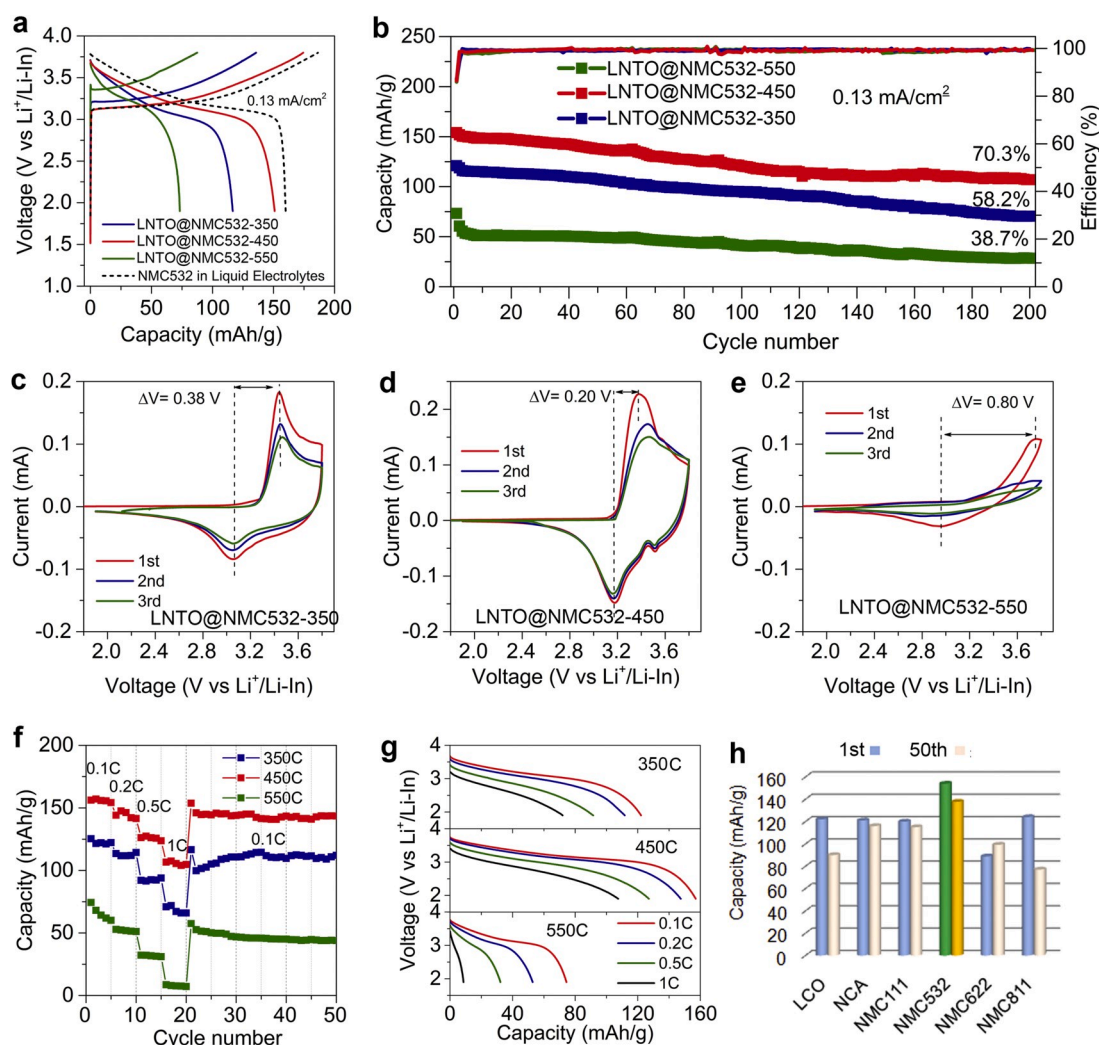 a
4.0
3.5
3.0
2.5
2.0
1.5
1.0
0
50
100
150
200
Voltage (V vs Li⁺/Li-In)
Capacity (mAh/g)
0.13 mA/cm²
LNTO@NMC532-350
LNTO@NMC532-450
LNTO@NMC532-550
NMC532 in Liquid Electrolytes
b
250
200
150
100
50
0
Capacity (mAh/g)
LNTO@NMC532-550
LNTO@NMC532-450
LNTO@NMC532-350
0.13 mA/cm²
70.3%
58.2%
38.7%
100
80
60
40
20
0
Efficiency (%)
0
20
40
60
80
100
120
140
160
180
200
Cycle number
c
0.2
0.1
0.0
-0.1
-0.2
Current (mA)
ΔV= 0.38 V
1st
2nd
3rd
LNTO@NMC532-350
2.0
2.4
2.8
3.2
3.6
Voltage (V vs Li⁺/Li-In)
d
0.2
0.1
0.0
-0.1
-0.2
Current (mA)
ΔV= 0.20 V
1st
2nd
3rd
LNTO@NMC532-450
2.0
2.4
2.8
3.2
3.6
Voltage (V vs Li⁺/Li-In)
e
0.2
0.1
0.0
-0.1
-0.2
Current (mA)
ΔV= 0.80 V
1st
2nd
3rd
LNTO@NMC532-550
2.0
2.4
2.8
3.2
3.6
Voltage (V vs Li⁺/Li-In)
f
200
150
100
50
0
Capacity (mAh/g)
0.1C
0.2C
0.5C
1C
0.1C
350C
450C
550C
0
10
20
30
40
50
Cycle number
g
4
3
2
4
3
2
4
3
2
Voltage (V vs Li⁺/Li-In)
350C
450C
550C
0.1C
0.2C
0.5C
1C
0
40
80
120
160
Capacity (mAh/g)
h
1st
50th
160
140
120
100
80
60
40
20
0
Capacity (mAh/g)
LCO
NCA
NMC111
NMC532
NMC622
NMC811